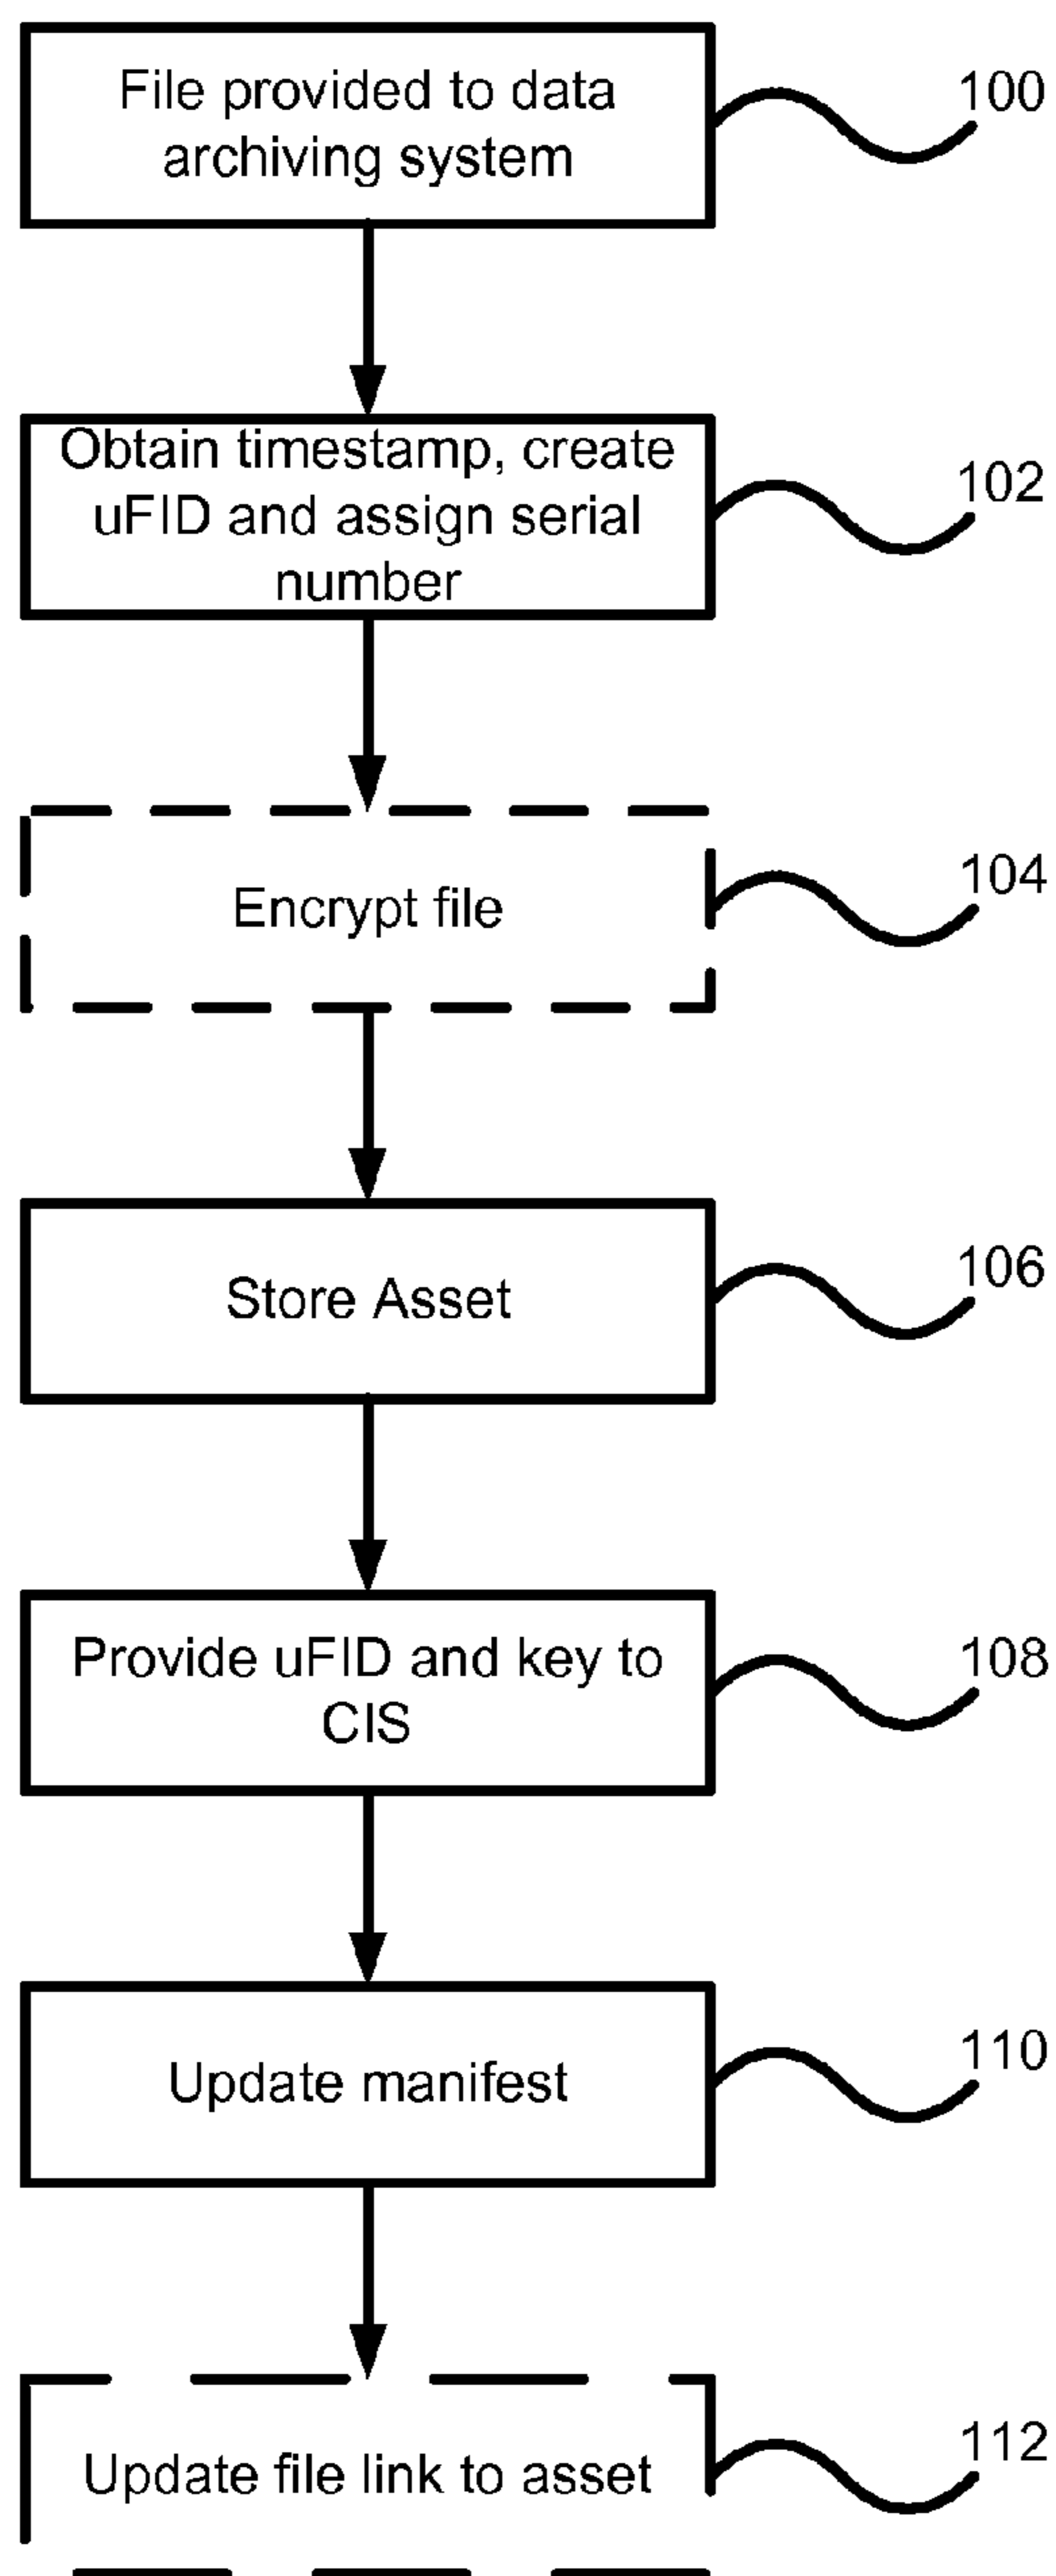 File provided to data
archiving system
100
Obtain timestamp, create
uFID and assign serial
number
102
Encrypt file
104
Store Asset
106
Provide uFID and key to
CIS
108
Update manifest
110
Update file link to asset
112